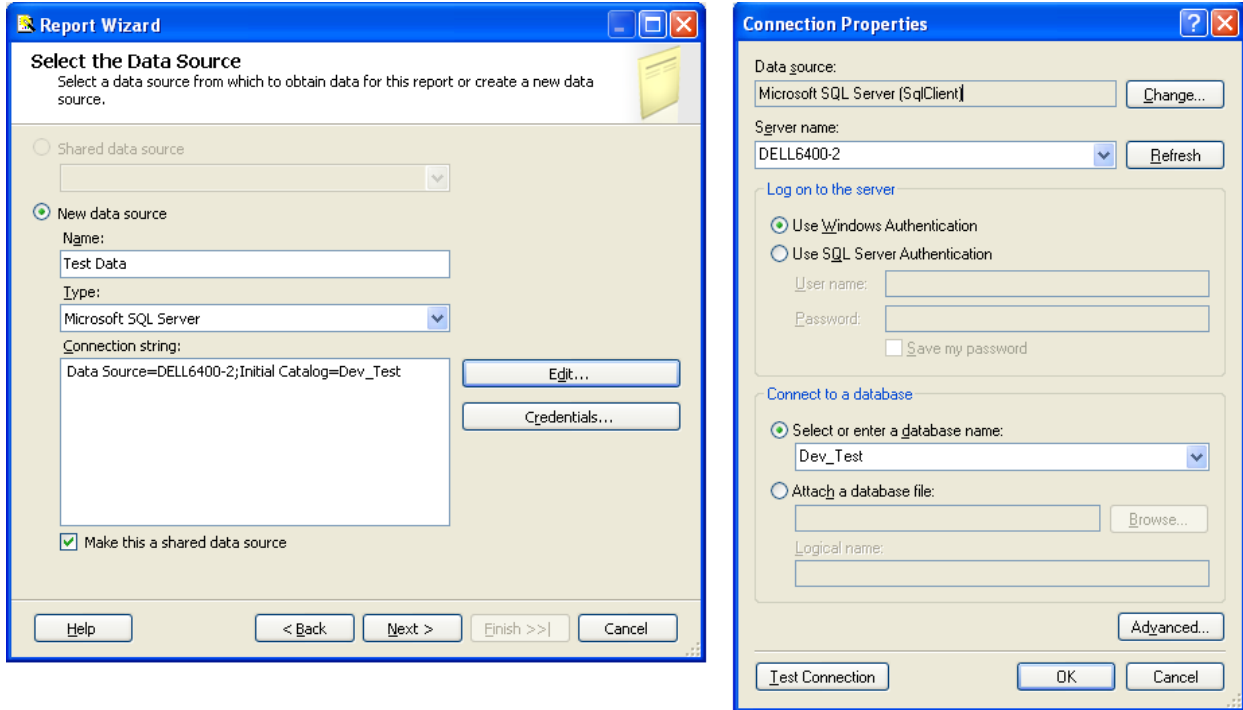 Report Wizard
Select the Data Source
Select a data source from which to obtain data for this report or create a new data
source.
Shared data source
New data source
Name:
Test Data
Type:
Microsoft SQL Server
Connection string:
Data Source=DELL6400-2;Initial Catalog=Dev_Test
Edit...
Credentials...
Make this a shared data source
Help
< Back
Next >
Finish >>|
Cancel
Connection Properties
Data source:
Microsoft SQL Server (SqlClient)
Change...
Server name:
DELL6400-2
Refresh
Log on to the server
Use Windows Authentication
Use SQL Server Authentication
User name:
Password:
Save my password
Connect to a database
Select or enter a database name:
Dev_Test
Attach a database file:
Browse...
Logical name:
Advanced...
Test Connection
OK
Cancel